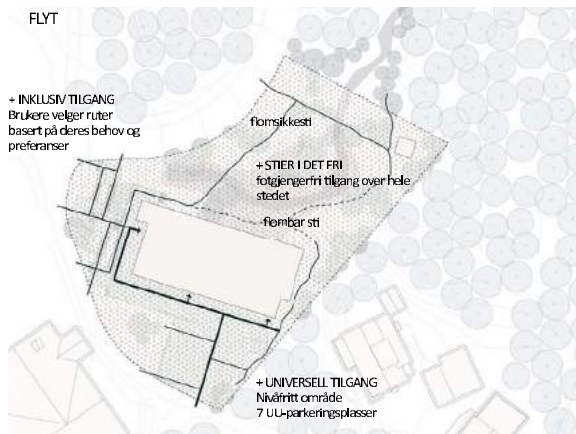 FLYT
+ INKLUSIV TILGANG
Brukere velger ruter
basert på deres behov og
preferanser
flomsikkesti
+ STIER I DET FRI
fotgjengerfri tilgang over hele
stedet
flombar sti
+ UNIVERSELL TILGANG
Nivåfritt område
7 UU-parkeringsplasser